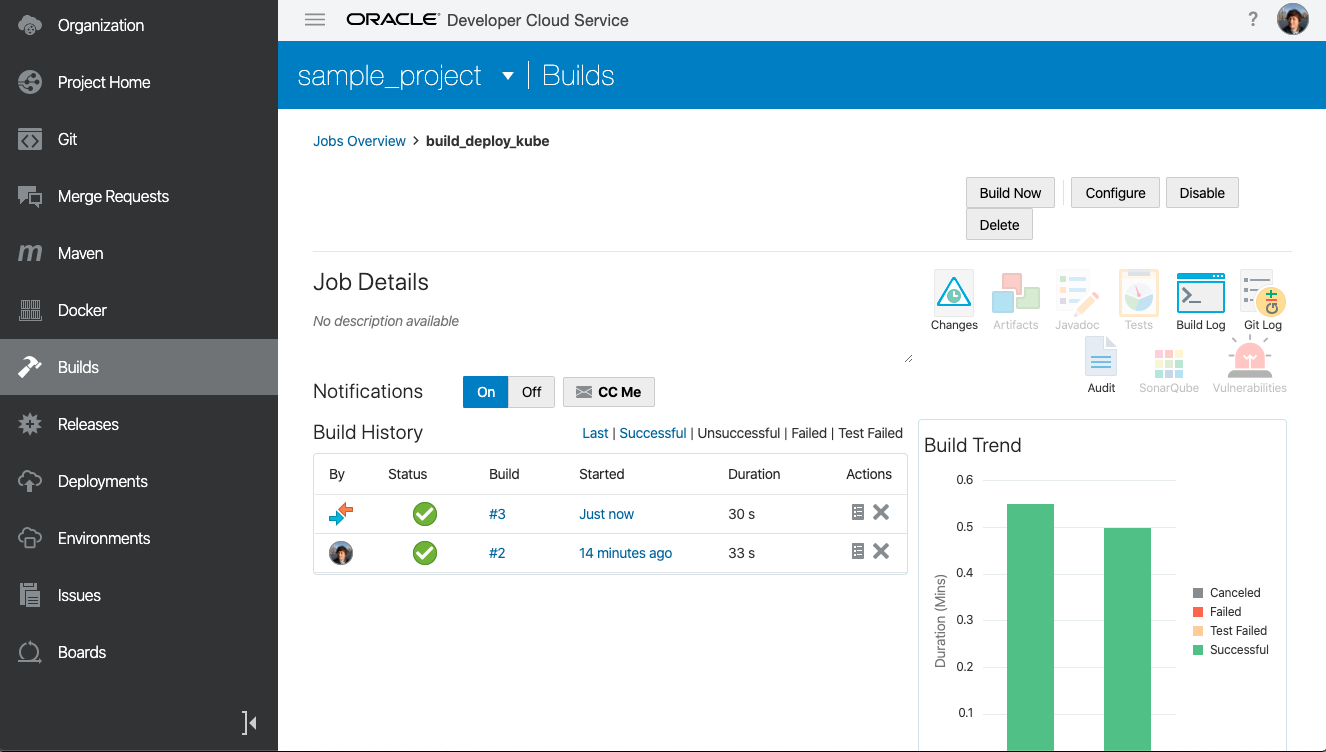 Organization
Project Home
Git
Merge Requests
Maven
Docker
Builds
Releases
Deployments
Environments
Issues
Boards
ORACLE Developer Cloud Service
?
sample_project | Builds
Jobs Overview > build_deploy_kube
Build Now Configure Disable
Delete
Job Details
No description available
Changes Artifacts Javadoc Tests Build Log Git Log
Audit SonarQube Vulnerabilities
Notifications On Off CC Me
Build History Last | Successful | Unsuccessful | Failed | Test Failed
By Status Build Started Duration Actions
#3 Just now 30 s
#2 14 minutes ago 33 s
Build Trend
0.6
0.5
0.4
0.3
0.2
0.1
Duration (Mins)
Canceled
Failed
Test Failed
Successful